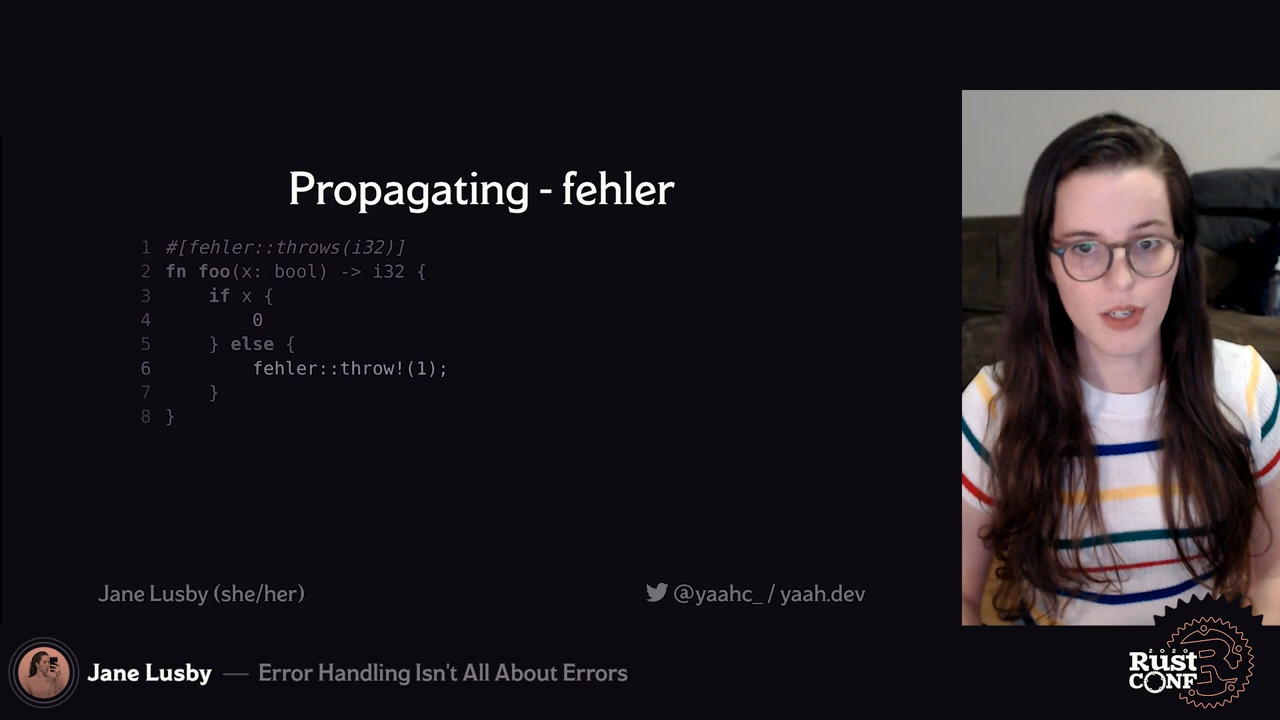 Propagating - fehler
1 #[fehler::throws(i32)]
2 fn foo(x: bool) -> i32 {
3     if x {
4         0
5     } else {
6         fehler::throw!(1);
7     }
8 }
Jane Lusby (she/her)
@yaahc_ / yaah.dev
Jane Lusby — Error Handling Isn't All About Errors
2020
Rust
CONF